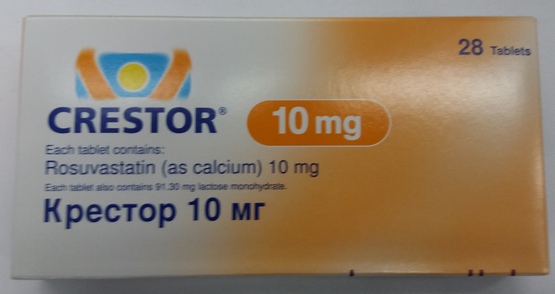 28 Tablets
CRESTOR®
10 mg
Each tablet contains:
Rosuvastatin (as calcium) 10 mg
Each tablet also contains 91.30 mg lactose monohydrate.
Крестор 10 мг